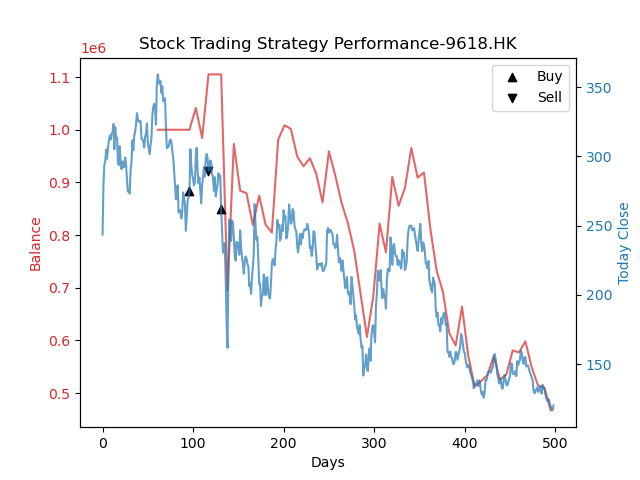 Stock Trading Strategy Performance-9618.HK
1e6
1.1
1.0
0.9
0.8
0.7
0.6
0.5
Balance
350
300
250
200
150
Today Close
Buy
Sell
0 100 200 300 400 500
Days